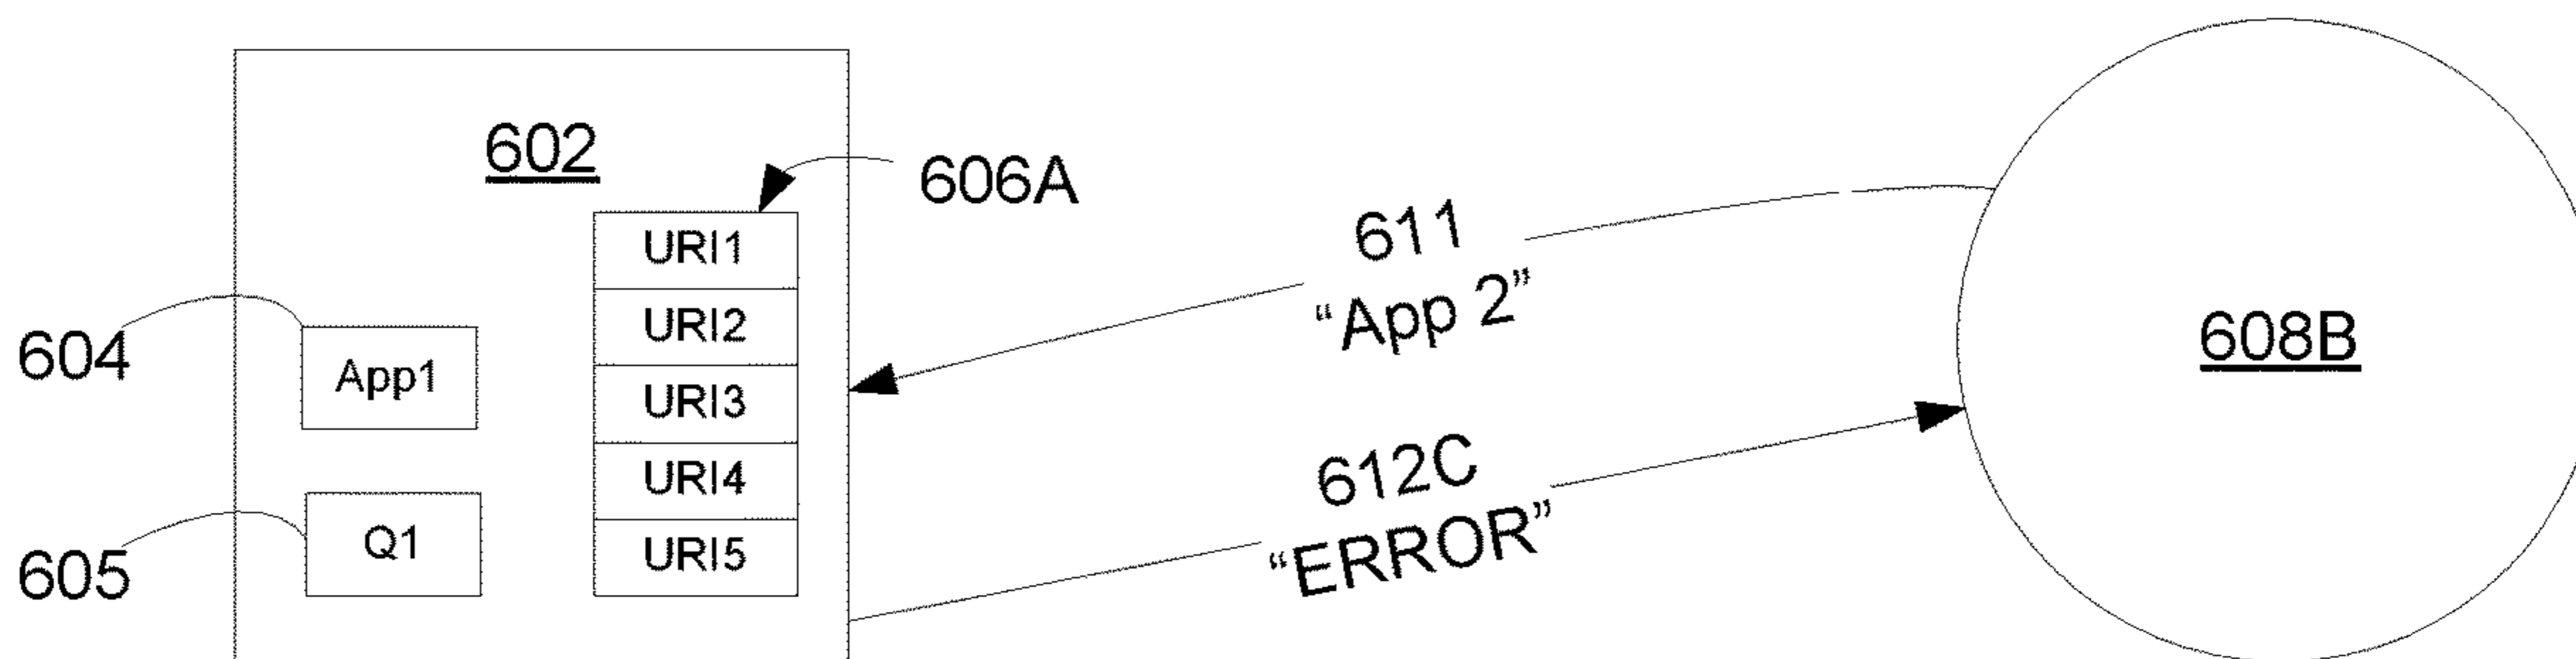 602
606A
URI1
URI2
URI3
URI4
URI5
604
App1
605
Q1
611
“App 2”
612C
“ERROR”
608B